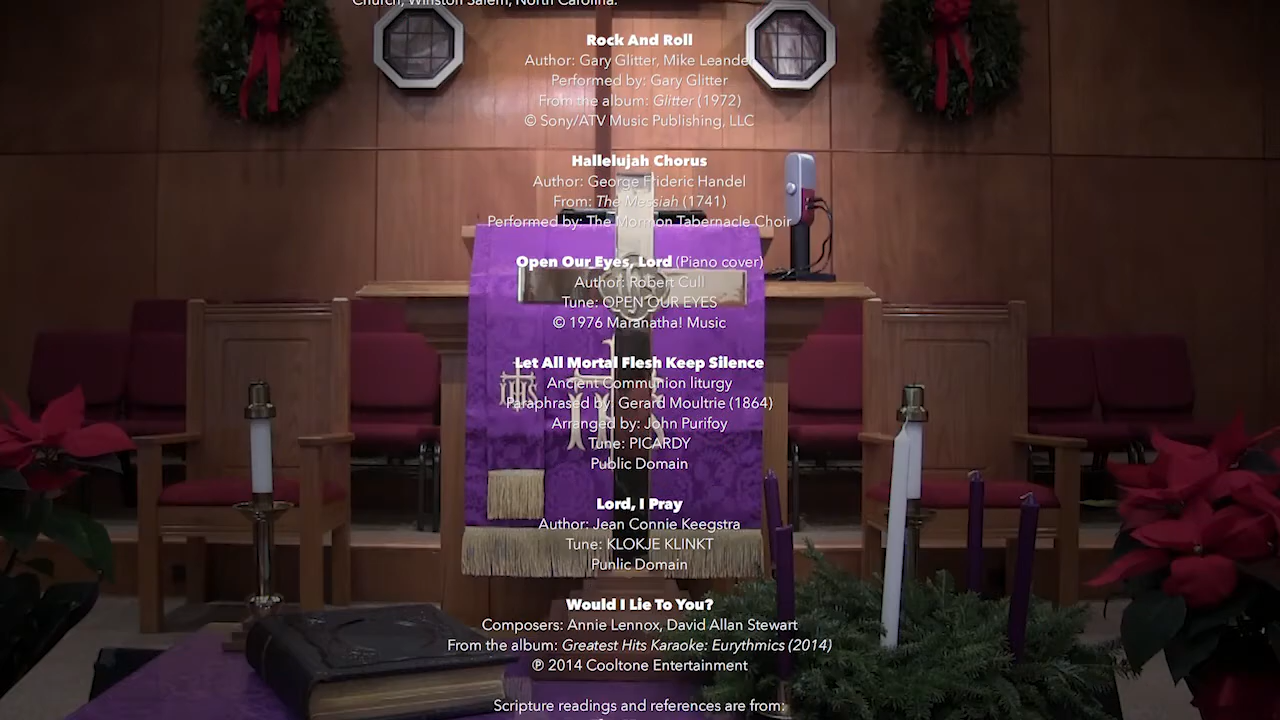 Church, Winston Salem, North Carolina.
Rock And Roll
Author: Gary Glitter, Mike Leander
Performed by: Gary Glitter
From the album: Glitter (1972)
© Sony/ATV Music Publishing, LLC
Hallelujah Chorus
Author: George Frideric Handel
From: The Messiah (1741)
Performed by: The Mormon Tabernacle Choir
Open Our Eyes, Lord (Piano cover)
Author: Robert Cull
Tune: OPEN OUR EYES
© 1976 Maranatha! Music
Let All Mortal Flesh Keep Silence
Ancient Communion liturgy
Paraphrased by: Gerard Moultrie (1864)
Arranged by: John Purifoy
Tune: PICARDY
Public Domain
Lord, I Pray
Author: Jean Connie Keegstra
Tune: KLOKJE KLINKT
Punlic Domain
Would I Lie To You?
Composers: Annie Lennox, David Allan Stewart
From the album: Greatest Hits Karaoke: Eurythmics (2014)
℗ 2014 Cooltone Entertainment
Scripture readings and references are from: